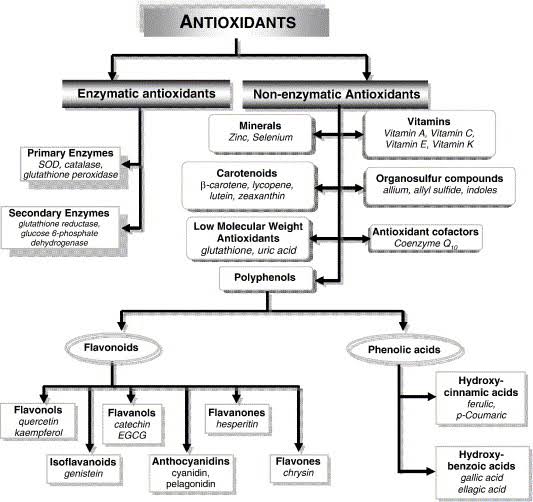 ANTIOXIDANTS
Enzymatic antioxidants
Non-enzymatic Antioxidants
Minerals
Zinc, Selenium
Vitamins
Vitamin A, Vitamin C,
Vitamin E, Vitamin K
Primary Enzymes
SOD, catalase,
glutathione peroxidase
Carotenoids
β-carotene, lycopene,
lutein, zeaxanthin
Organosulfur compounds
allium, allyl sulfide, indoles
Secondary Enzymes
glutathione reductase,
glucose 6-phosphate
dehydrogenase
Low Molecular Weight
Antioxidants
glutathione, uric acid
Antioxidant cofactors
Coenzyme Q10
Polyphenols
Flavonoids
Phenolic acids
Flavonols
quercetin
kaempferol
Flavanols
catechin
EGCG
Flavanones
hesperitin
Hydroxy-
cinnamic acids
ferulic,
p-Coumaric
Isoflavanoids
genistein
Anthocyanidins
cyanidin,
pelagonidin
Flavones
chrysin
Hydroxy-
benzoic acids
gallic acid
ellagic acid